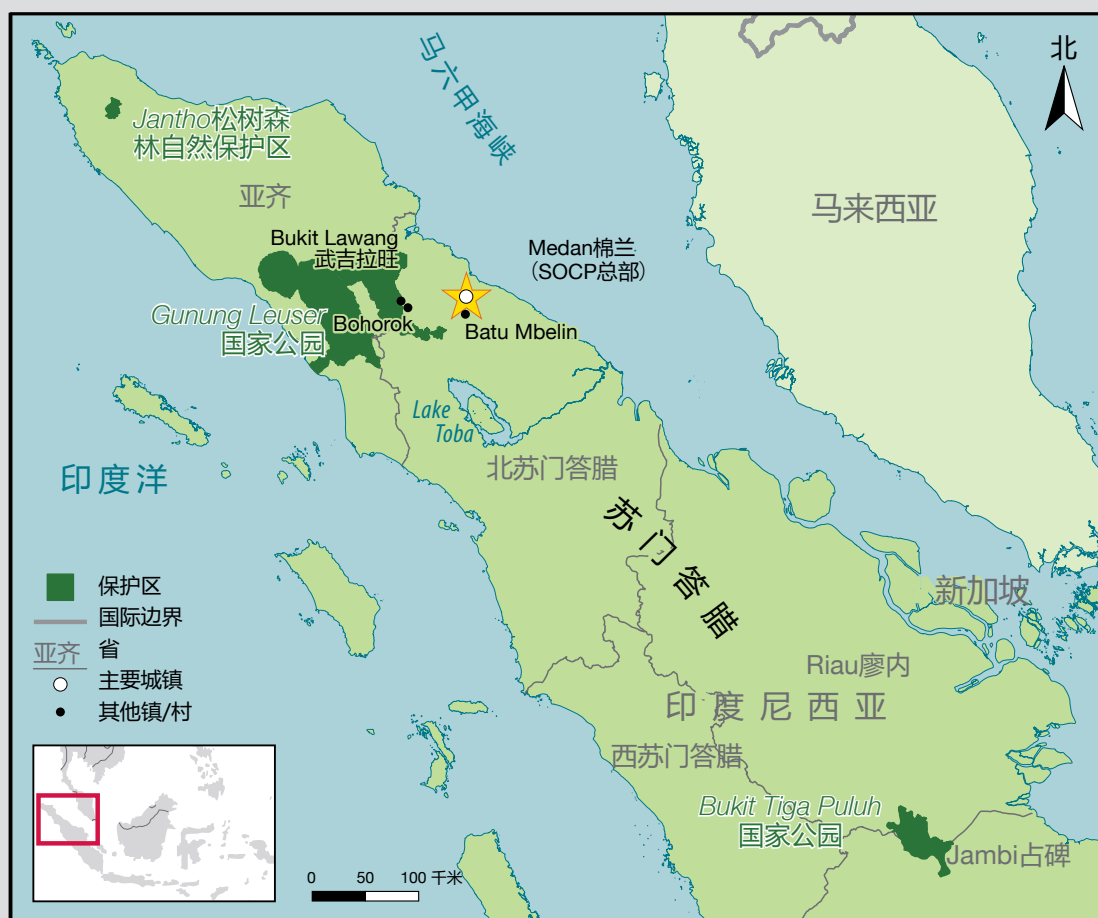 北
马六甲海峡
Jantho松树森
林自然保护区
亚齐
马来西亚
Bukit Lawang
武吉拉旺
Medan棉兰
（SOCP总部）
Gunung Leuser
国家公园
Bohorok
Batu Mbelin
Lake
Toba
印度洋
北苏门答腊
苏门答腊
新加坡
Riau廖内
印度尼西亚
西苏门答腊
Bukit Tiga Puluh
国家公园
Jambi占碑
保护区
国际边界
亚齐 省
主要城镇
其他镇/村
0 50 100 千米